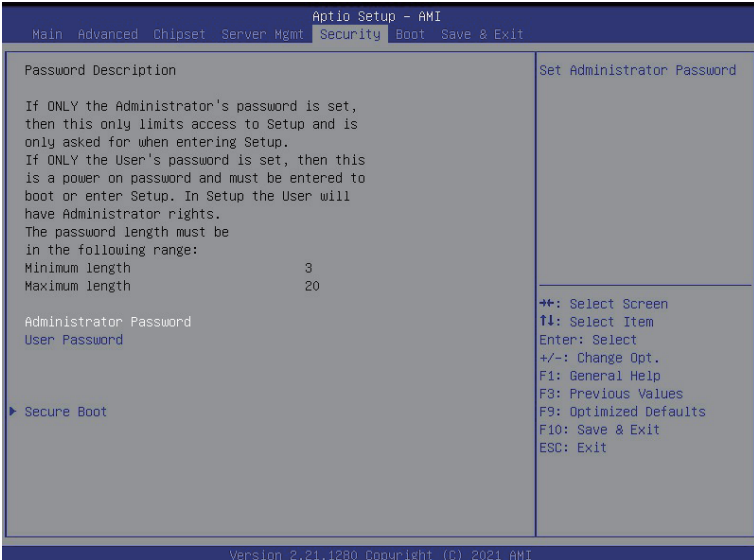 Aptio Setup – AMI
Main Advanced Chipset Server Mgmt Security Boot Save & Exit
Password Description
If ONLY the Administrator's password is set,
then this only limits access to Setup and is
only asked for when entering Setup.
If ONLY the User's password is set, then this
is a power on password and must be entered to
boot or enter Setup. In Setup the User will
have Administrator rights.
The password length must be
in the following range:
Minimum length 3
Maximum length 20
Administrator Password
User Password
Secure Boot
Set Administrator Password
→←: Select Screen
↑↓: Select Item
Enter: Select
+/-: Change Opt.
F1: General Help
F3: Previous Values
F9: Optimized Defaults
F10: Save & Exit
ESC: Exit
Version 2.21.1280 Copyright (C) 2021 AMI